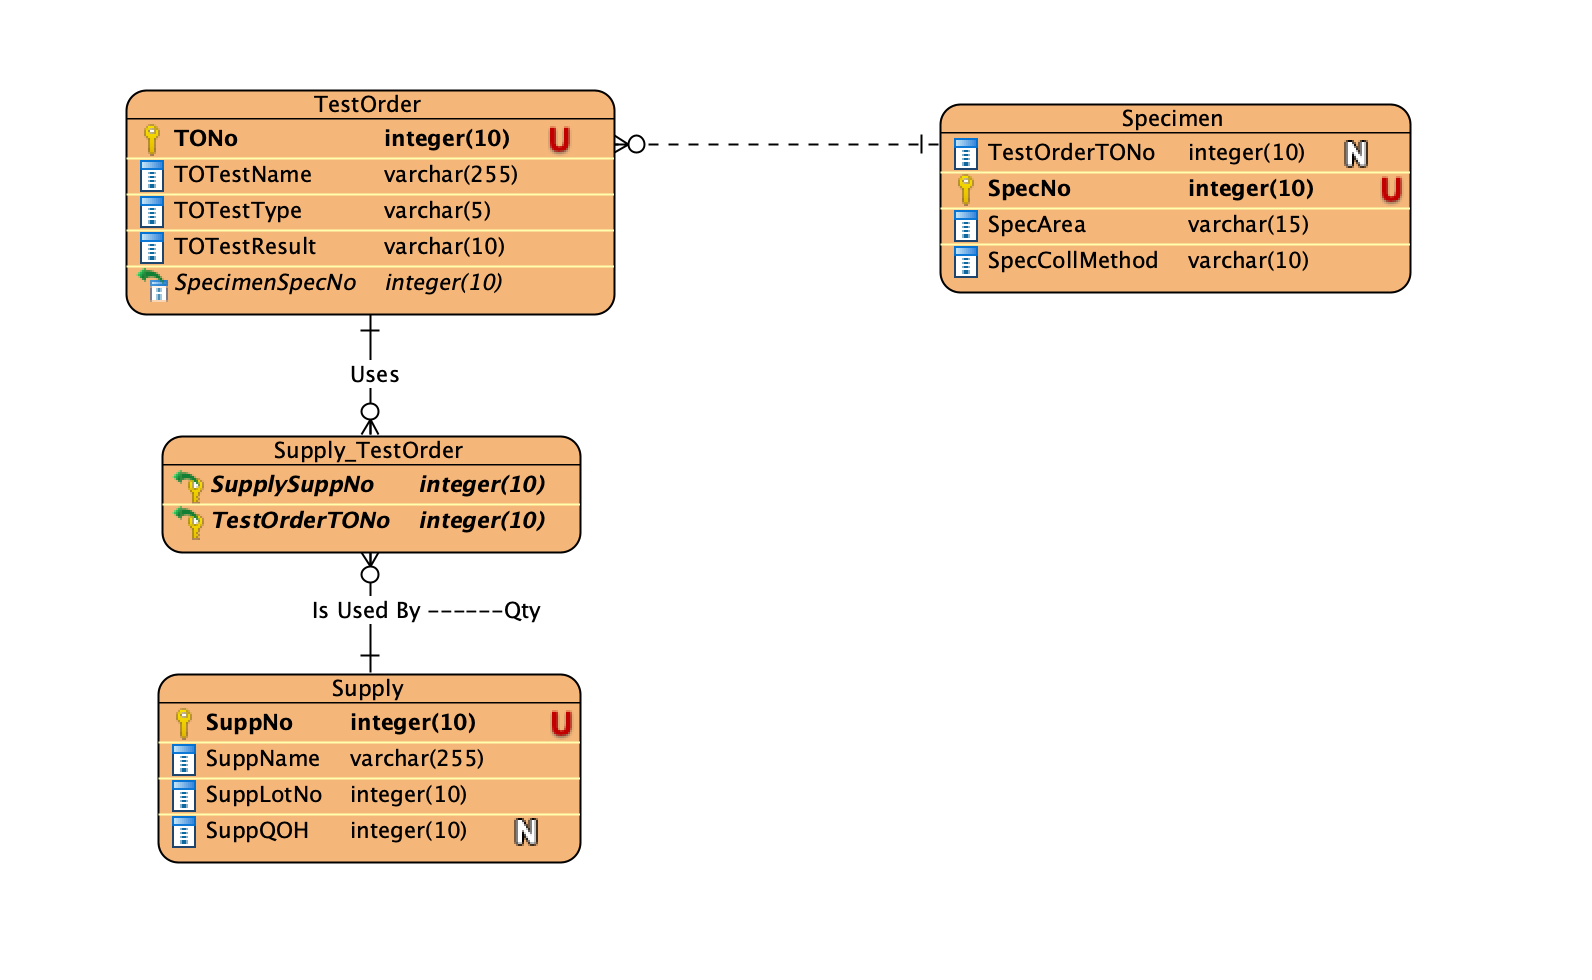 TestOrder
TONo integer(10) U
TOTestName varchar(255)
TOTestType varchar(5)
TOTestResult varchar(10)
SpecimenSpecNo integer(10)
Specimen
TestOrderTONo integer(10) N
SpecNo integer(10) U
SpecArea varchar(15)
SpecCollMethod varchar(10)
Uses
Supply_TestOrder
SupplySuppNo integer(10)
TestOrderTONo integer(10)
Is Used By ------Qty
Supply
SuppNo integer(10) U
SuppName varchar(255)
SuppLotNo integer(10)
SuppQOH integer(10) N